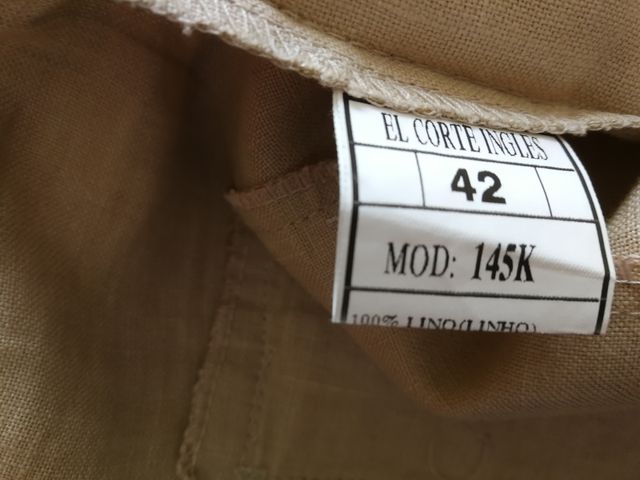 EL CORTE INGLES
42
MOD: 145K
100% LINO(LINHO)